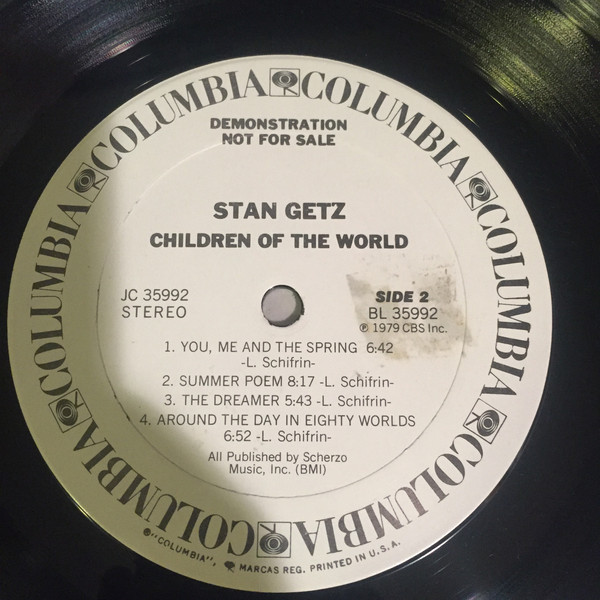 COLUMBIA COLUMBIA COLUMBIA COLUMBIA COLUMBIA COLUMBIA COLUMBIA COLUMBIA
DEMONSTRATION
NOT FOR SALE
STAN GETZ
CHILDREN OF THE WORLD
JC 35992
STEREO
SIDE 2
BL 35992
℗ 1979 CBS Inc.
1. YOU, ME AND THE SPRING 6:42
-L. Schifrin-
2. SUMMER POEM 8:17 -L. Schifrin-
3. THE DREAMER 5:43 -L. Schifrin-
4. AROUND THE DAY IN EIGHTY WORLDS
6:52 -L. Schifrin-
All Published by Scherzo
Music, Inc. (BMI)
®"COLUMBIA", MARCAS REG. PRINTED IN U.S.A.